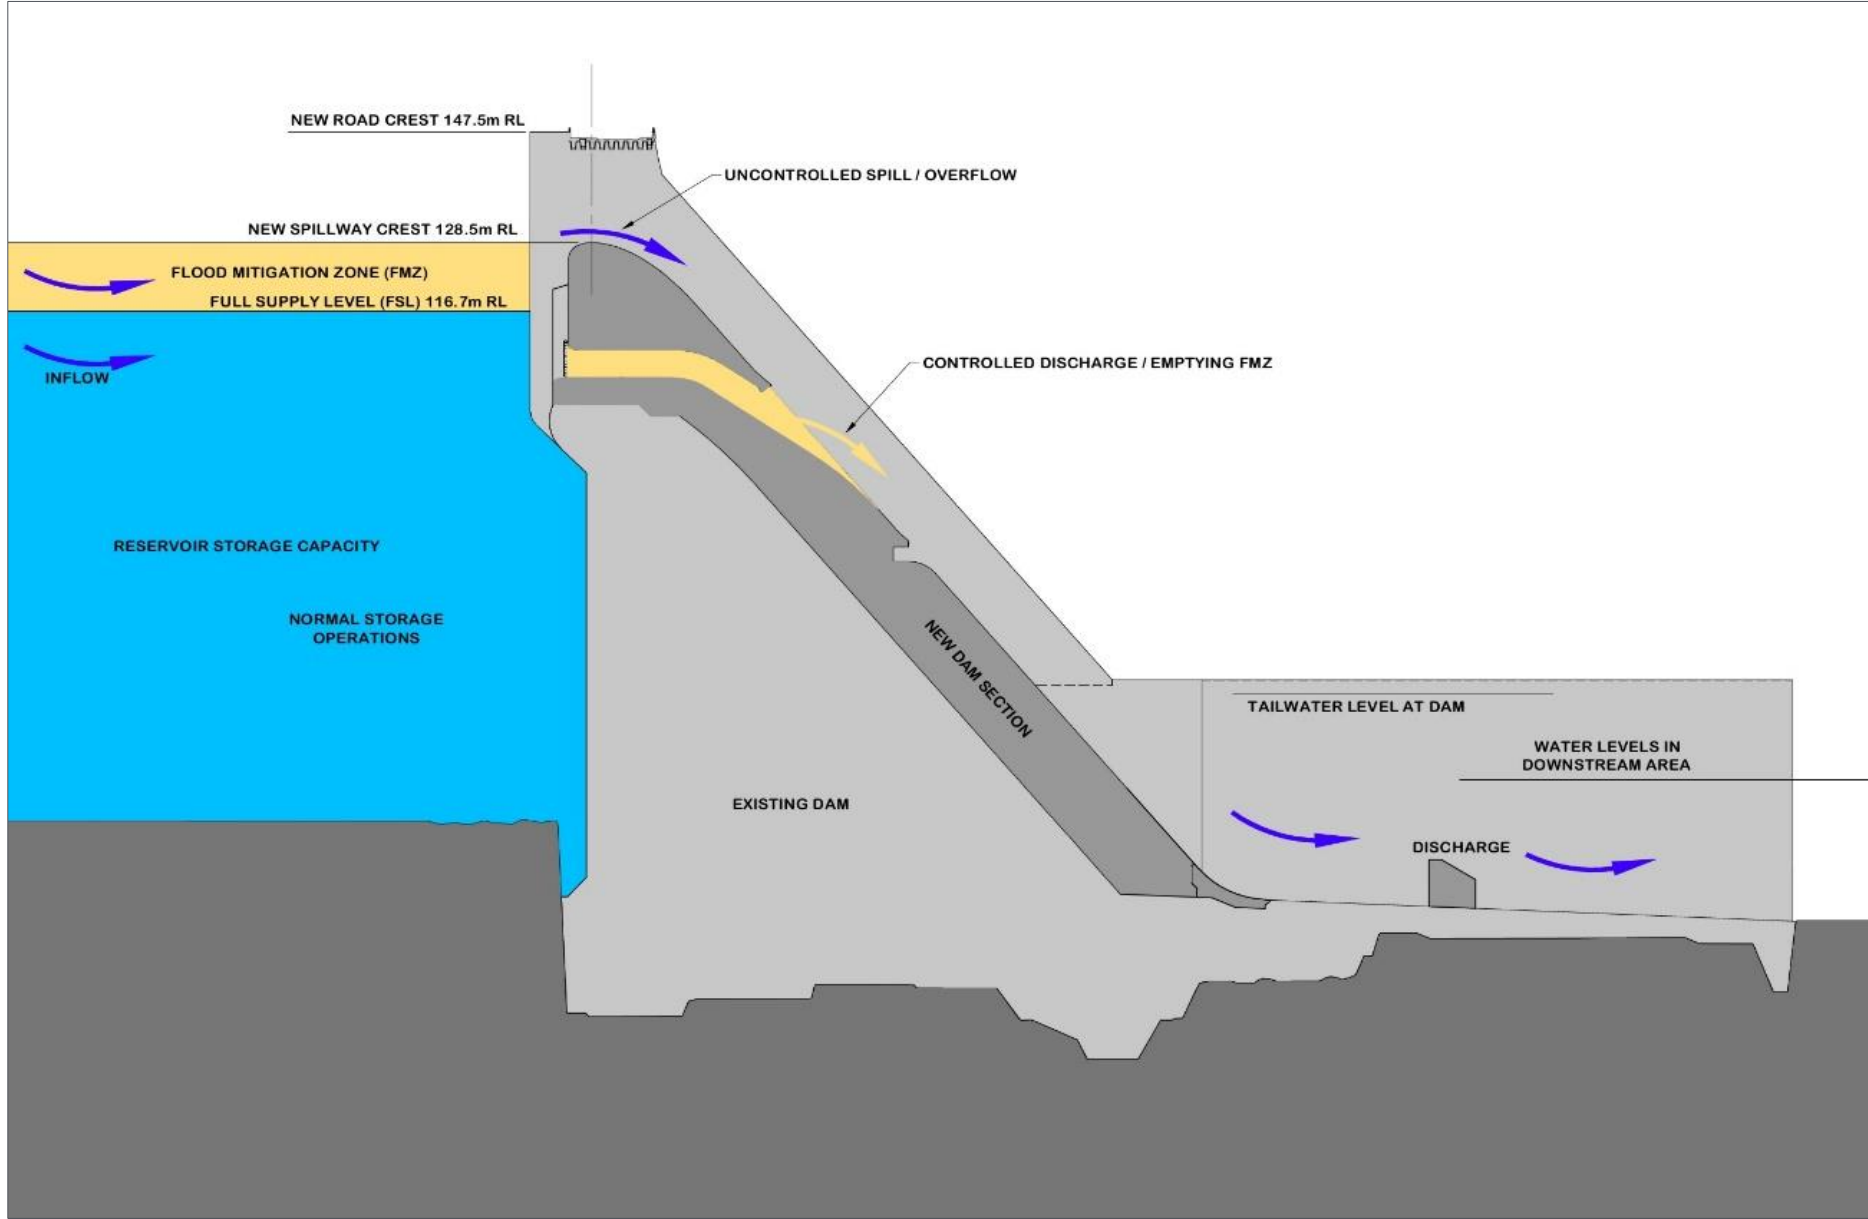 NEW ROAD CREST 147.5m RL
UNCONTROLLED SPILL / OVERFLOW
NEW SPILLWAY CREST 128.5m RL
FLOOD MITIGATION ZONE (FMZ)
FULL SUPPLY LEVEL (FSL) 116.7m RL
INFLOW
CONTROLLED DISCHARGE / EMPTYING FMZ
RESERVOIR STORAGE CAPACITY
NORMAL STORAGE
OPERATIONS
NEW DAM SECTION
TAILWATER LEVEL AT DAM
WATER LEVELS IN
DOWNSTREAM AREA
EXISTING DAM
DISCHARGE